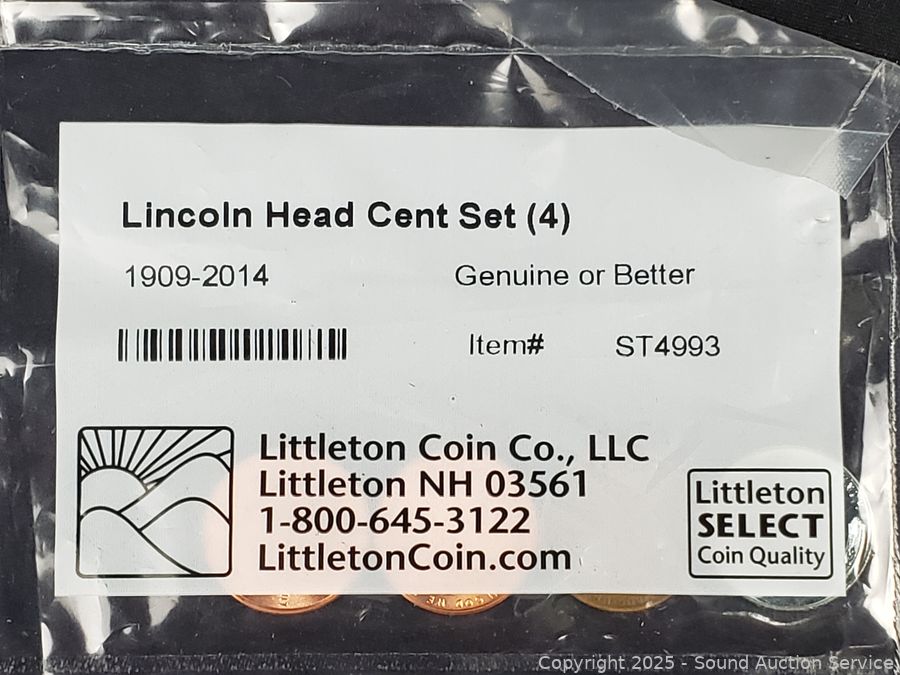 Lincoln Head Cent Set (4)
1909-2014 Genuine or Better
Item# ST4993
Littleton Coin Co., LLC
Littleton NH 03561
1-800-645-3122
LittletonCoin.com
Littleton
SELECT
Coin Quality
Copyright 2025 - Sound Auction Service